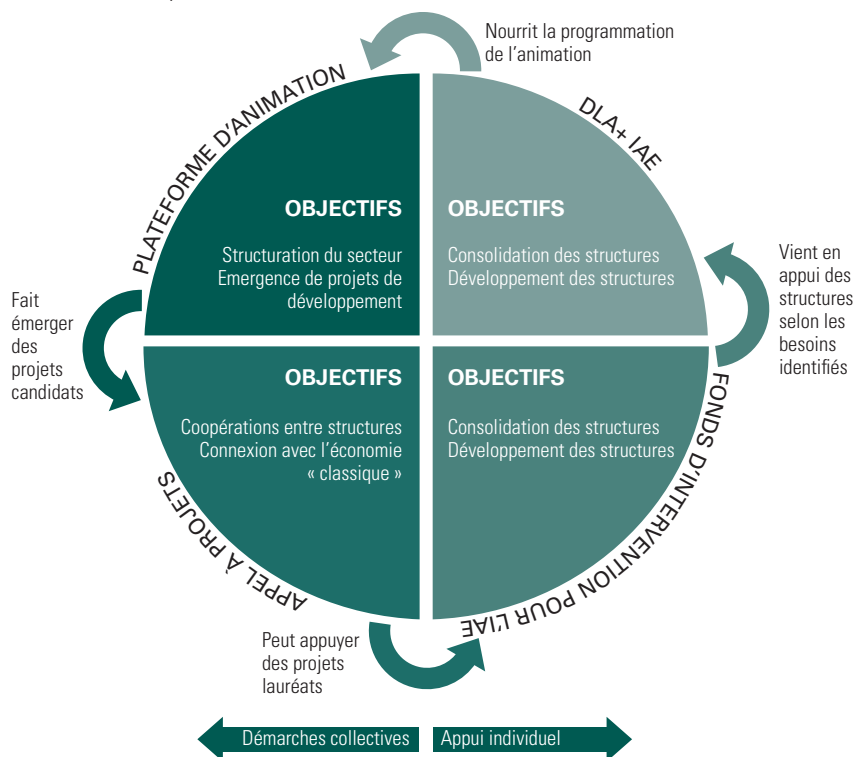 Nourrit la programmation
de l'animation
PLATEFORME D'ANIMATION
DLA+ IAE
OBJECTIFS
Structuration du secteur
Emergence de projets de
développement
OBJECTIFS
Consolidation des structures
Développement des structures
Vient en
appui des
structures
selon les
besoins
identifiés
Fait
émerger
des
projets
candidats
OBJECTIFS
Coopérations entre structures
Connexion avec l'économie
« classique »
OBJECTIFS
Consolidation des structures
Développement des structures
APPEL À PROJETS
FONDS D'INTERVENTION POUR L'IAE
Peut appuyer
des projets
lauréats
Démarches collectives
Appui individuel